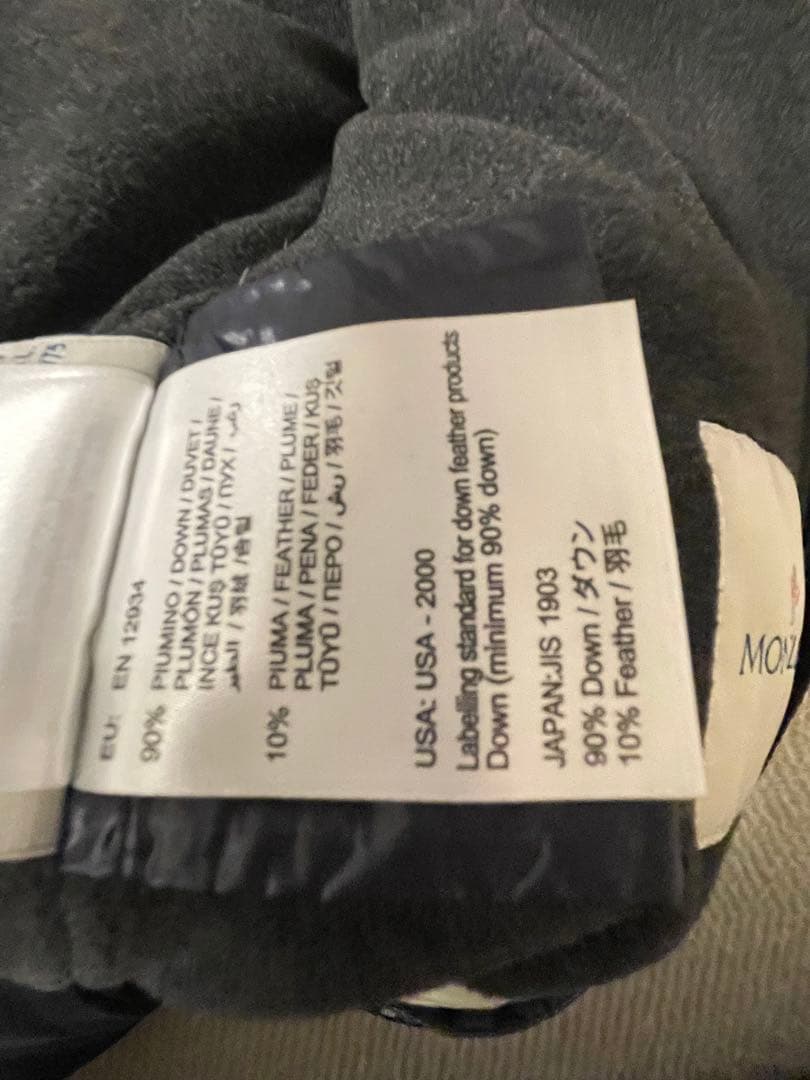 EU: EN 12934
90% PIUMINO / DOWN / DUVET /
PLUMÓN / PLUMAS / DAUNE /
INCE KUŞ TÜYÜ / ПУХ / زغب
الطير / 羽绒 / 솜털
10% PIUMA / FEATHER / PLUME /
PLUMA / PENA / FEDER / KUŞ
TÜYÜ / ПЕРО / ريش / 羽毛 / 깃털
USA: USA - 2000
Labelling standard for down feather products
Down (minimum 90% down)
JAPAN:JIS 1903
90% Down / ダウン
10% Feather / 羽毛